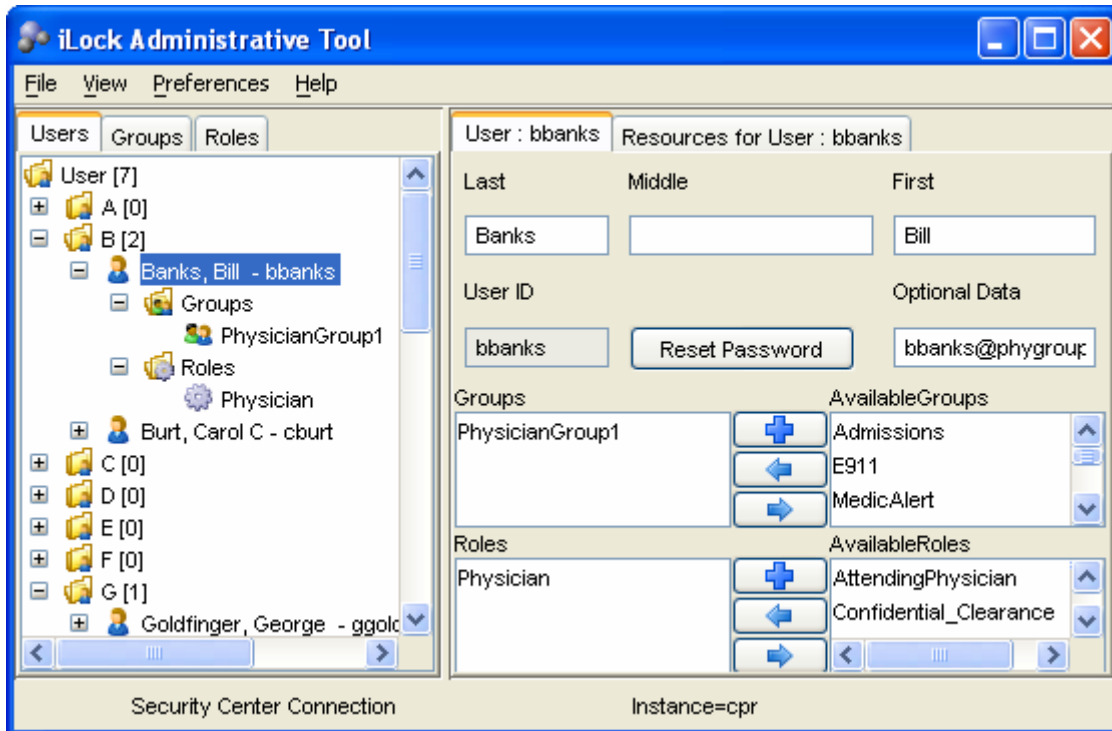 iLock Administrative Tool
File View Preferences Help
Users Groups Roles
User [7]
A [0]
B [2]
Banks, Bill - bbanks
Groups
PhysicianGroup1
Roles
Physician
Burt, Carol C - cburt
C [0]
D [0]
E [0]
F [0]
G [1]
Goldfinger, George - ggold
User : bbanks Resources for User : bbanks
Last Middle First
Banks Bill
User ID Optional Data
bbanks Reset Password bbanks@phygroup
Groups AvailableGroups
PhysicianGroup1 Admissions
E911
MedicAlert
Roles AvailableRoles
Physician AttendingPhysician
Confidential_Clearance
Security Center Connection Instance=cpr